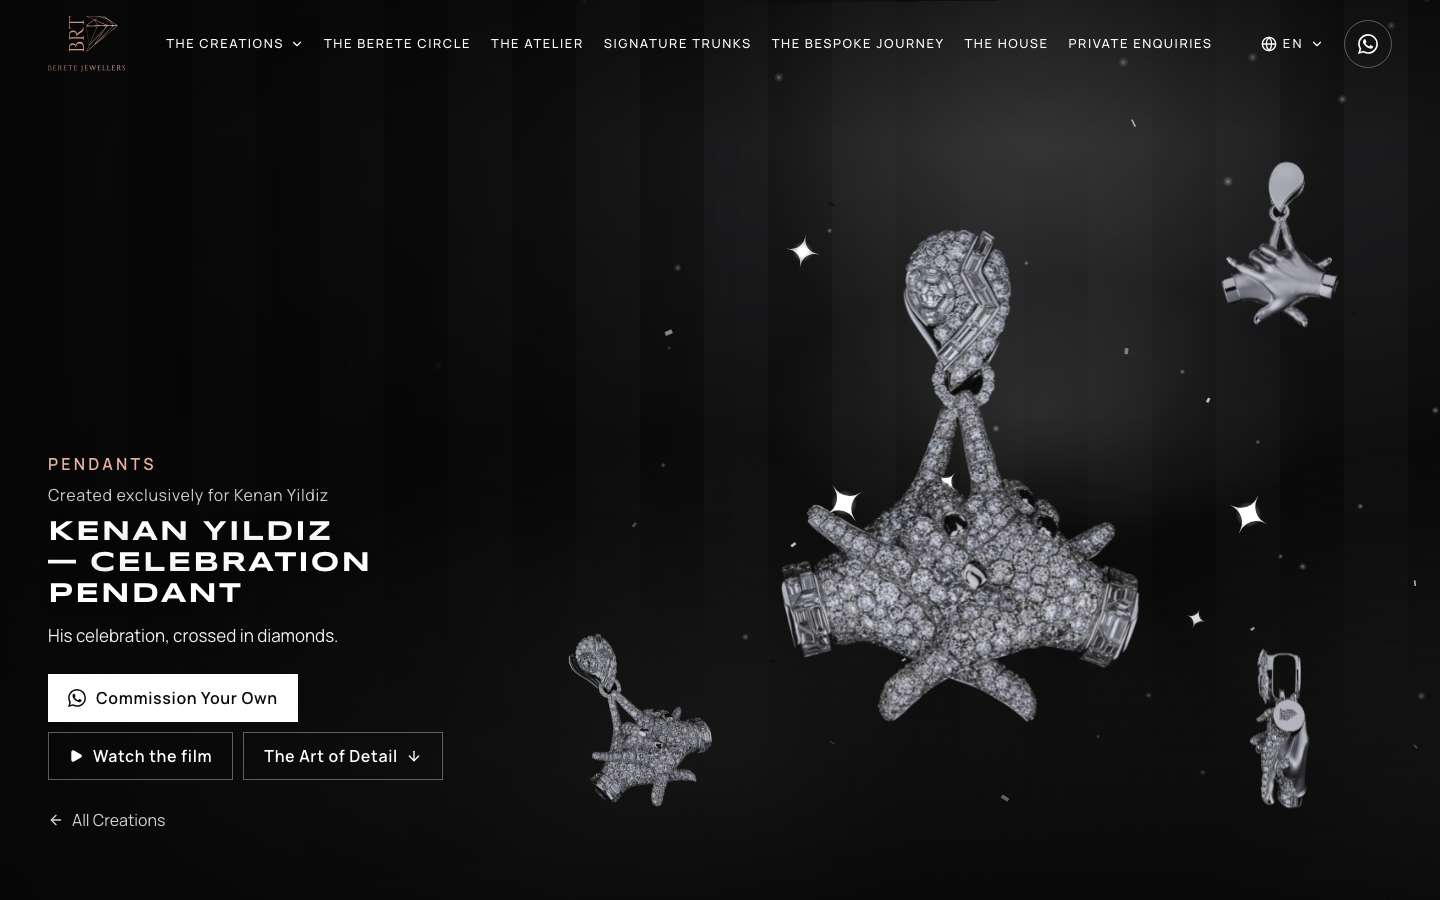 BRT
BERETE JEWELLERS
THE CREATIONS
THE BERETE CIRCLE
THE ATELIER
SIGNATURE TRUNKS
THE BESPOKE JOURNEY
THE HOUSE
PRIVATE ENQUIRIES
EN
PENDANTS
Created exclusively for Kenan Yildiz
KENAN YILDIZ
— CELEBRATION
PENDANT
His celebration, crossed in diamonds.
Commission Your Own
Watch the film
The Art of Detail
All Creations